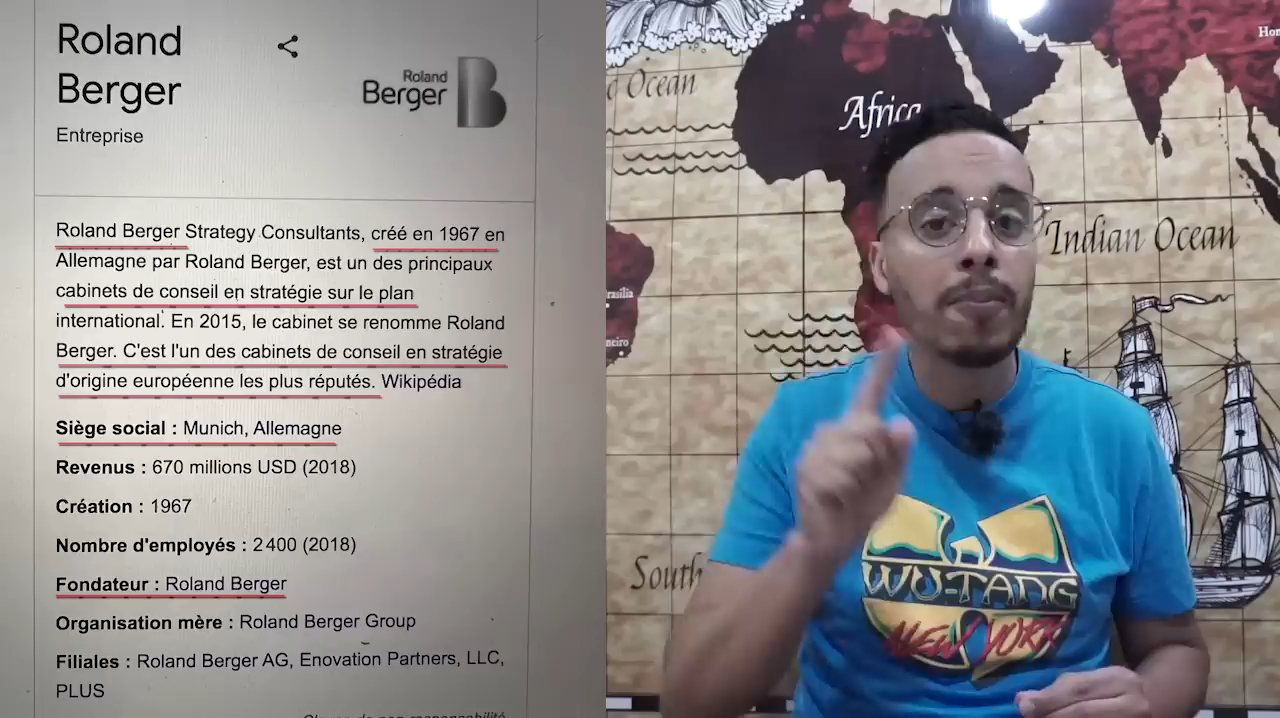 Roland
Berger
Entreprise
Roland
Berger
Roland Berger Strategy Consultants, créé en 1967 en
Allemagne par Roland Berger, est un des principaux
cabinets de conseil en stratégie sur le plan
international. En 2015, le cabinet se renomme Roland
Berger. C'est l'un des cabinets de conseil en stratégie
d'origine européenne les plus réputés. Wikipédia
Siège social : Munich, Allemagne
Revenus : 670 millions USD (2018)
Création : 1967
Nombre d'employés : 2 400 (2018)
Fondateur : Roland Berger
Organisation mère : Roland Berger Group
Filiales : Roland Berger AG, Enovation Partners, LLC,
PLUS
Ocean
Africa
Indian Ocean
South
WU-TANG
NEW YORK